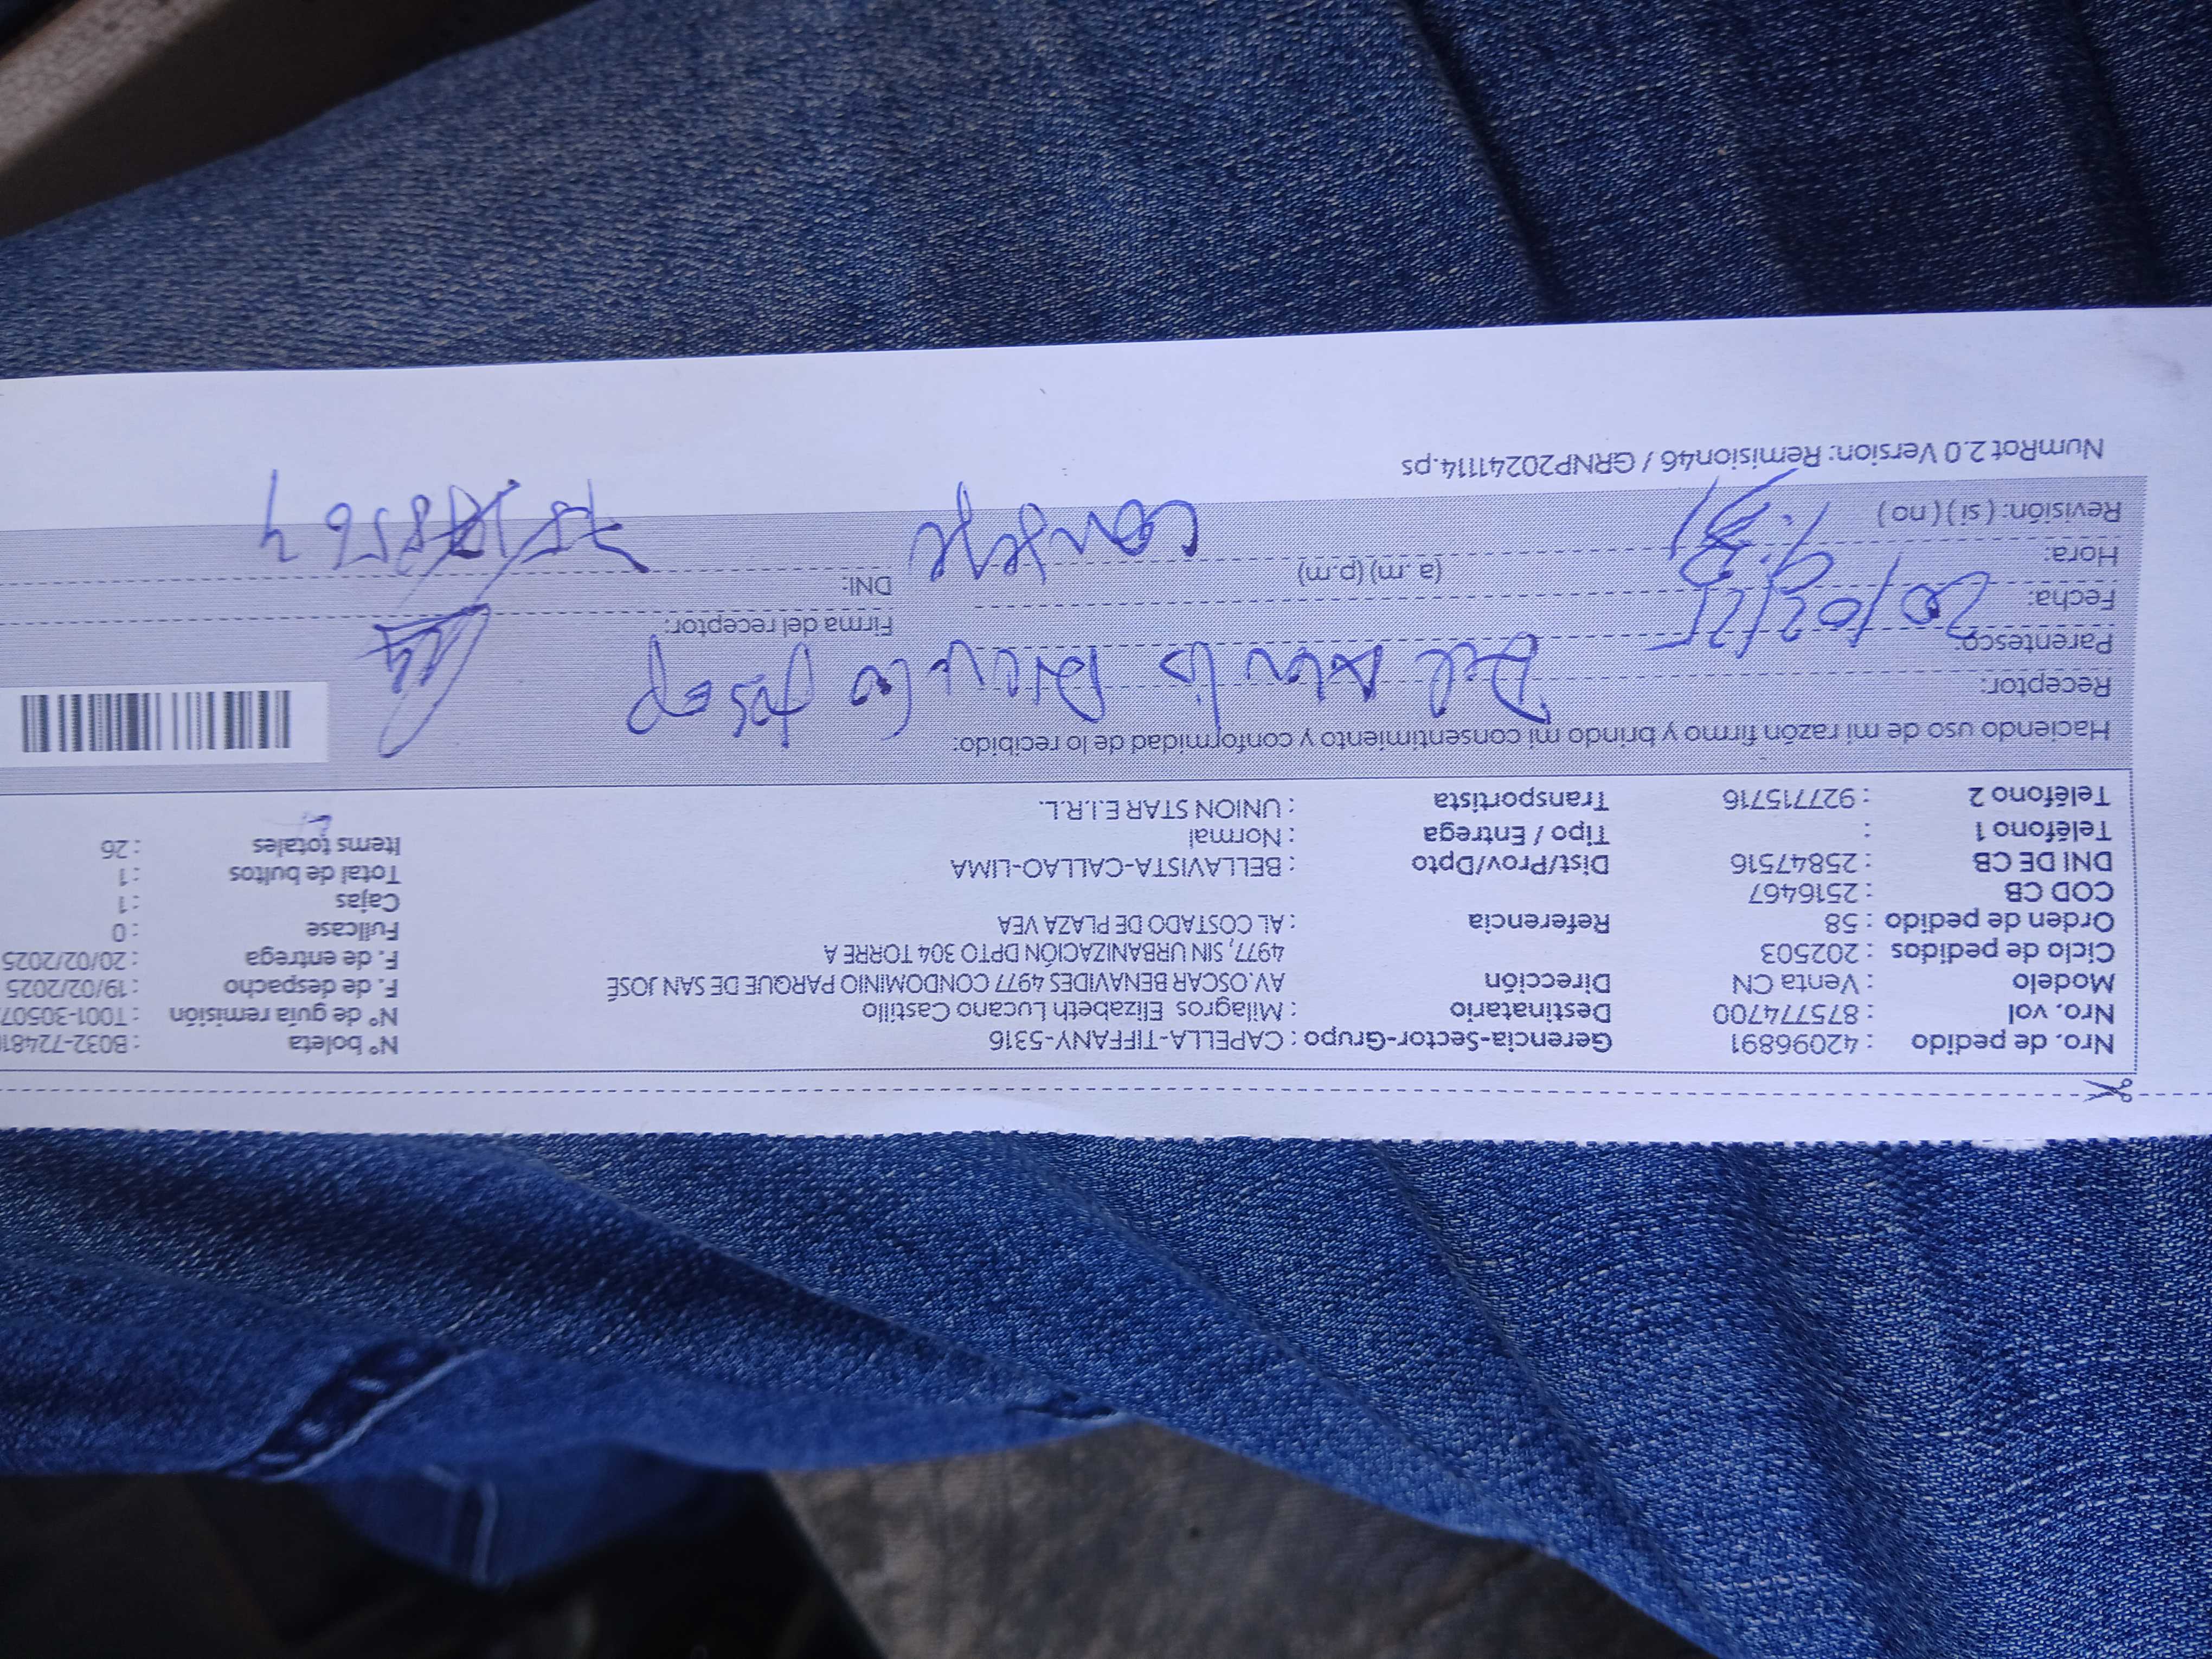 Nro. de pedido : 42096891 Gerencia-Sector-Grupo : CAPELLA-TIFFANY-5316 N° boleta : B032-72481
Nro. vol : 875774700 Destinatario : Milagros Elizabeth Lucano Castillo N° de guía remisión : T001-30507
Modelo : Venta CN Dirección AV.OSCAR BENAVIDES 4977 CONDOMINIO PARQUE DE SAN JOSÉ F. de despacho : 19/02/2025
Ciclo de pedidos : 202503 4977, SIN URBANIZACIÓN DPTO 304 TORRE A F. de entrega : 20/02/2025
Orden de pedido : 58 Referencia : AL COSTADO DE PLAZA VEA Fullcase : 0
COD CB : 2516467 Cajas : 1
DNI DE CB : 25847516 Dist/Prov/Dpto : BELLAVISTA-CALLAO-LIMA Total de bultos : 1
Teléfono 1 : Tipo / Entrega : Normal Items totales : 26
Teléfono 2 : 927715716 Transportista : UNION STAR E.I.R.L.
Haciendo uso de mi razón firmo y brindo mi consentimiento y conformidad de lo recibido:
Receptor:
Parentesco: Firma del receptor:
Fecha: 20/02/25
Hora: (a. m) (p.m) DNI:
Revisión: ( si ) ( no )
NumRot 2.0 Version: Remision46 / GRNP20241114.ps